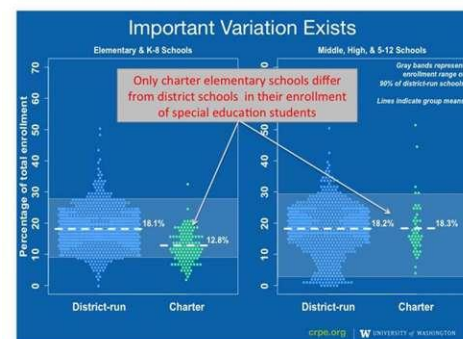 Important Variation Exists
Elementary & K-8 Schools
Middle, High, & 5-12 Schools
Gray bands represent
enrollment range of
90% of district-run schools
Lines indicate group means
Only charter elementary schools differ
from district schools in their enrollment
of special education students
Percentage of total enrollment
70
60
50
40
30
20
10
0
18.1%
12.8%
District-run
Charter
70
60
50
40
30
20
10
0
18.2%
18.3%
District-run
Charter
crpe.org
W UNIVERSITY of WASHINGTON